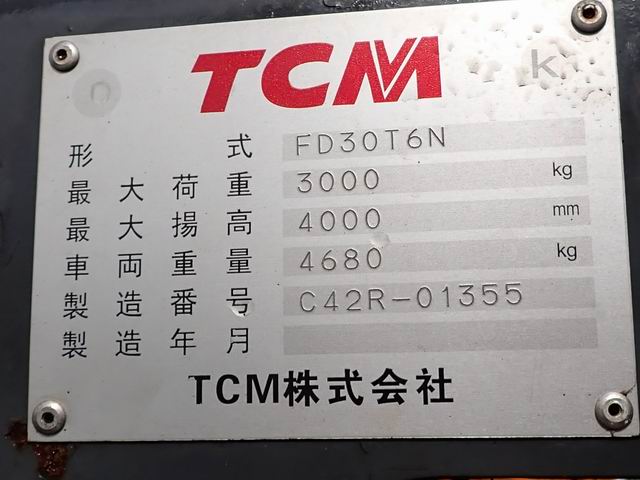 TCM
K
形式 FD30T6N
最大荷重 3000 kg
最大揚高 4000 mm
車両重量 4680 kg
製造番号 C42R-01355
製造年月
TCM株式会社